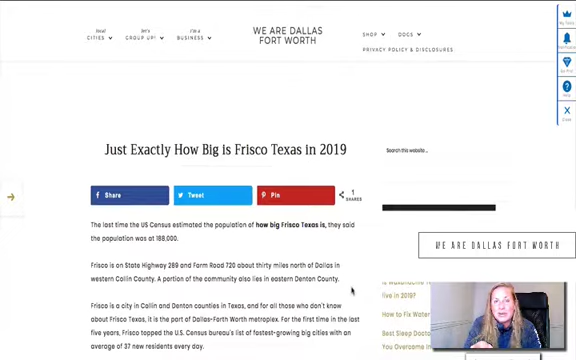 Real
CITIES
let's
GROUP UP!
I'm a
BUSINESS
WE ARE DALLAS
FORT WORTH
SHOP
DOGS
PRIVACY POLICY & DISCLOSURES
Help
Close
Just Exactly How Big is Frisco Texas in 2019
Search this website ...
Share
Tweet
Pin
1
SHARES
The last time the US Census estimated the population of how big Frisco Texas is, they said
the population was at 188,000.
WE ARE DALLAS FORT WORTH
Frisco is on State Highway 289 and Farm Road 720 about thirty miles north of Dallas in
western Collin County. A portion of the community also lies in eastern Denton County.
live in 2019?
How to Fix Water
Frisco is a city in Collin and Denton counties in Texas, and for all those who don't know
about Frisco Texas, it is the part of Dallas-Forth Worth metroplex. For the first time in the last
five years, Frisco topped the U.S. Census bureau's list of fastest-growing big cities with an
average of 37 new residents every day.
Best Sleep Docto
You Overcome In